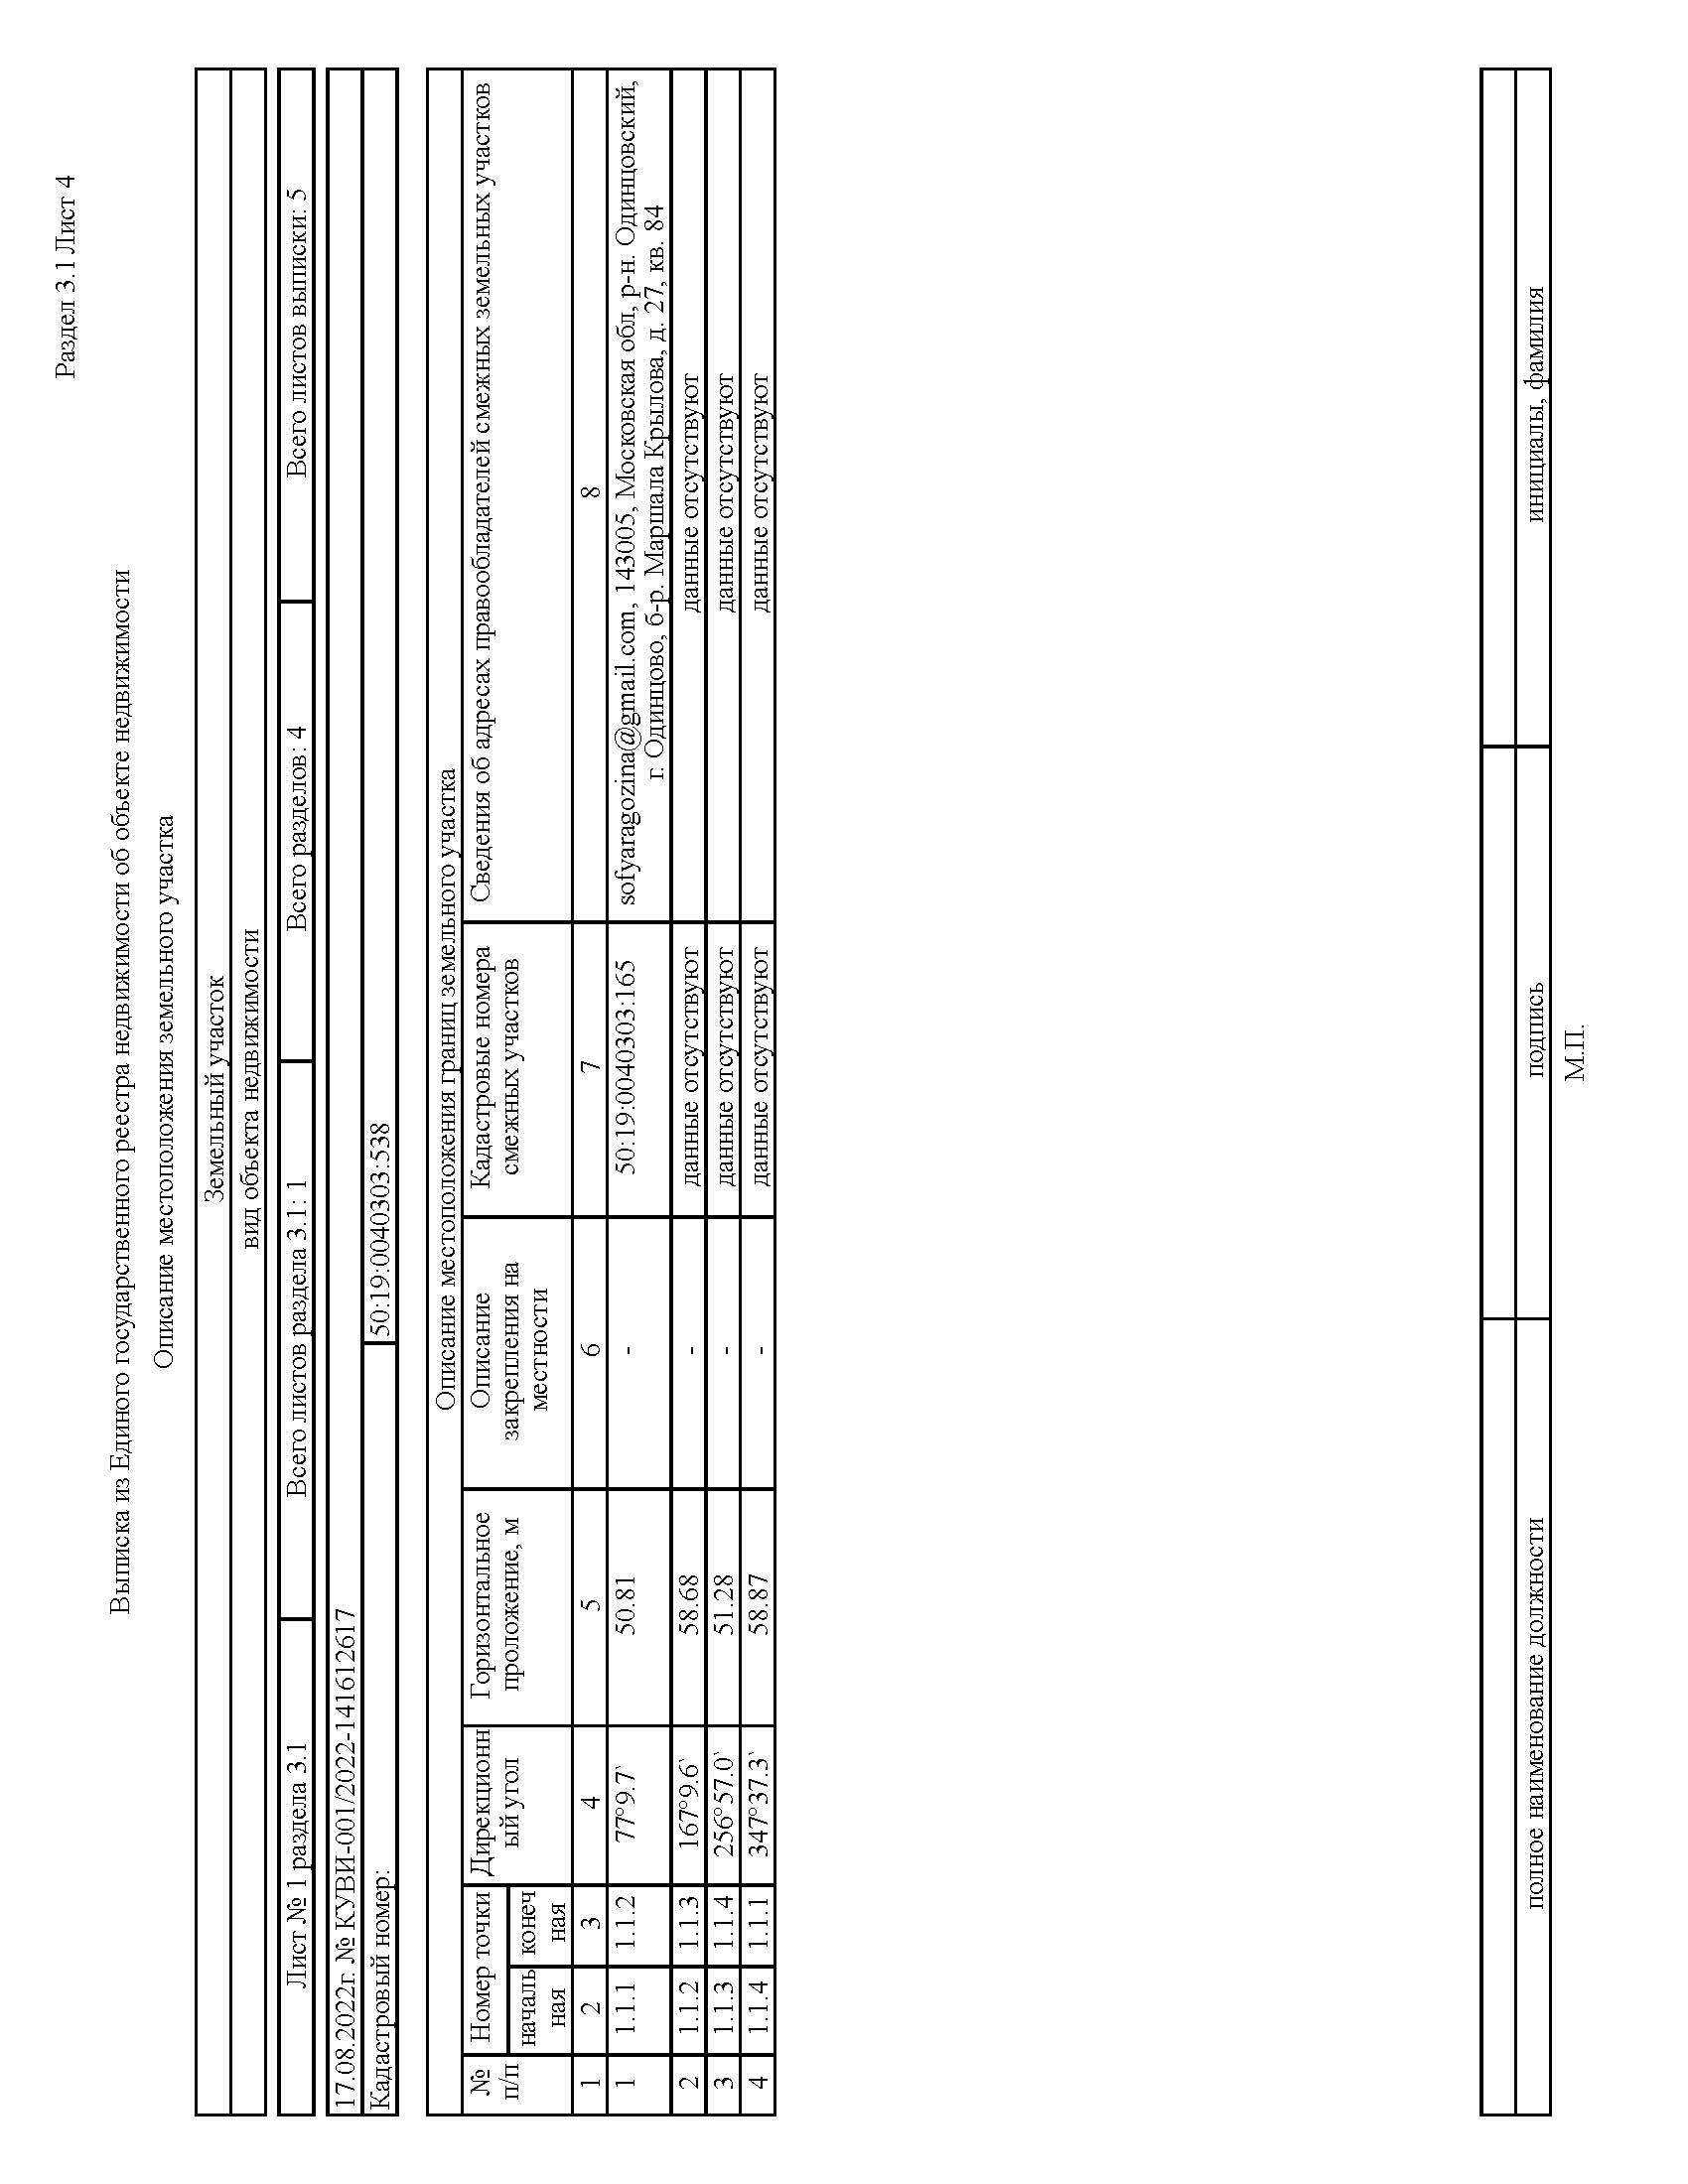 Раздел 3.1 Лист 4
Выписка из Единого государственного реестра недвижимости об объекте недвижимости
Описание местоположения земельного участка
Земельный участок
вид объекта недвижимости
Лист № 1 раздела 3.1
Всего листов раздела 3.1: 1
Всего разделов: 4
Всего листов выписки: 5
17.08.2022г. № КУВИ-001/2022-141612617
Кадастровый номер:
50:19:0040303:538
Описание местоположения границ земельного участка
№
п/п
Номер точки
началь
ная
конеч
ная
Дирекционн
ый угол
Горизонтальное
проложение, м
Описание
закрепления на
местности
Кадастровые номера
смежных участков
Сведения об адресах правообладателей смежных земельных участков
1 2 3 4 5 6 7 8
1 1.1.1 1.1.2 77°9.7` 50.81 - 50:19:0040303:165 sofyaragozina@gmail.com, 143005, Московская обл, р-н. Одинцовский,
г. Одинцово, б-р. Маршала Крылова, д. 27, кв. 84
2 1.1.2 1.1.3 167°9.6` 58.68 - данные отсутствуют данные отсутствуют
3 1.1.3 1.1.4 256°57.0` 51.28 - данные отсутствуют данные отсутствуют
4 1.1.4 1.1.1 347°37.3` 58.87 - данные отсутствуют данные отсутствуют
полное наименование должности
подпись
инициалы, фамилия
М.П.